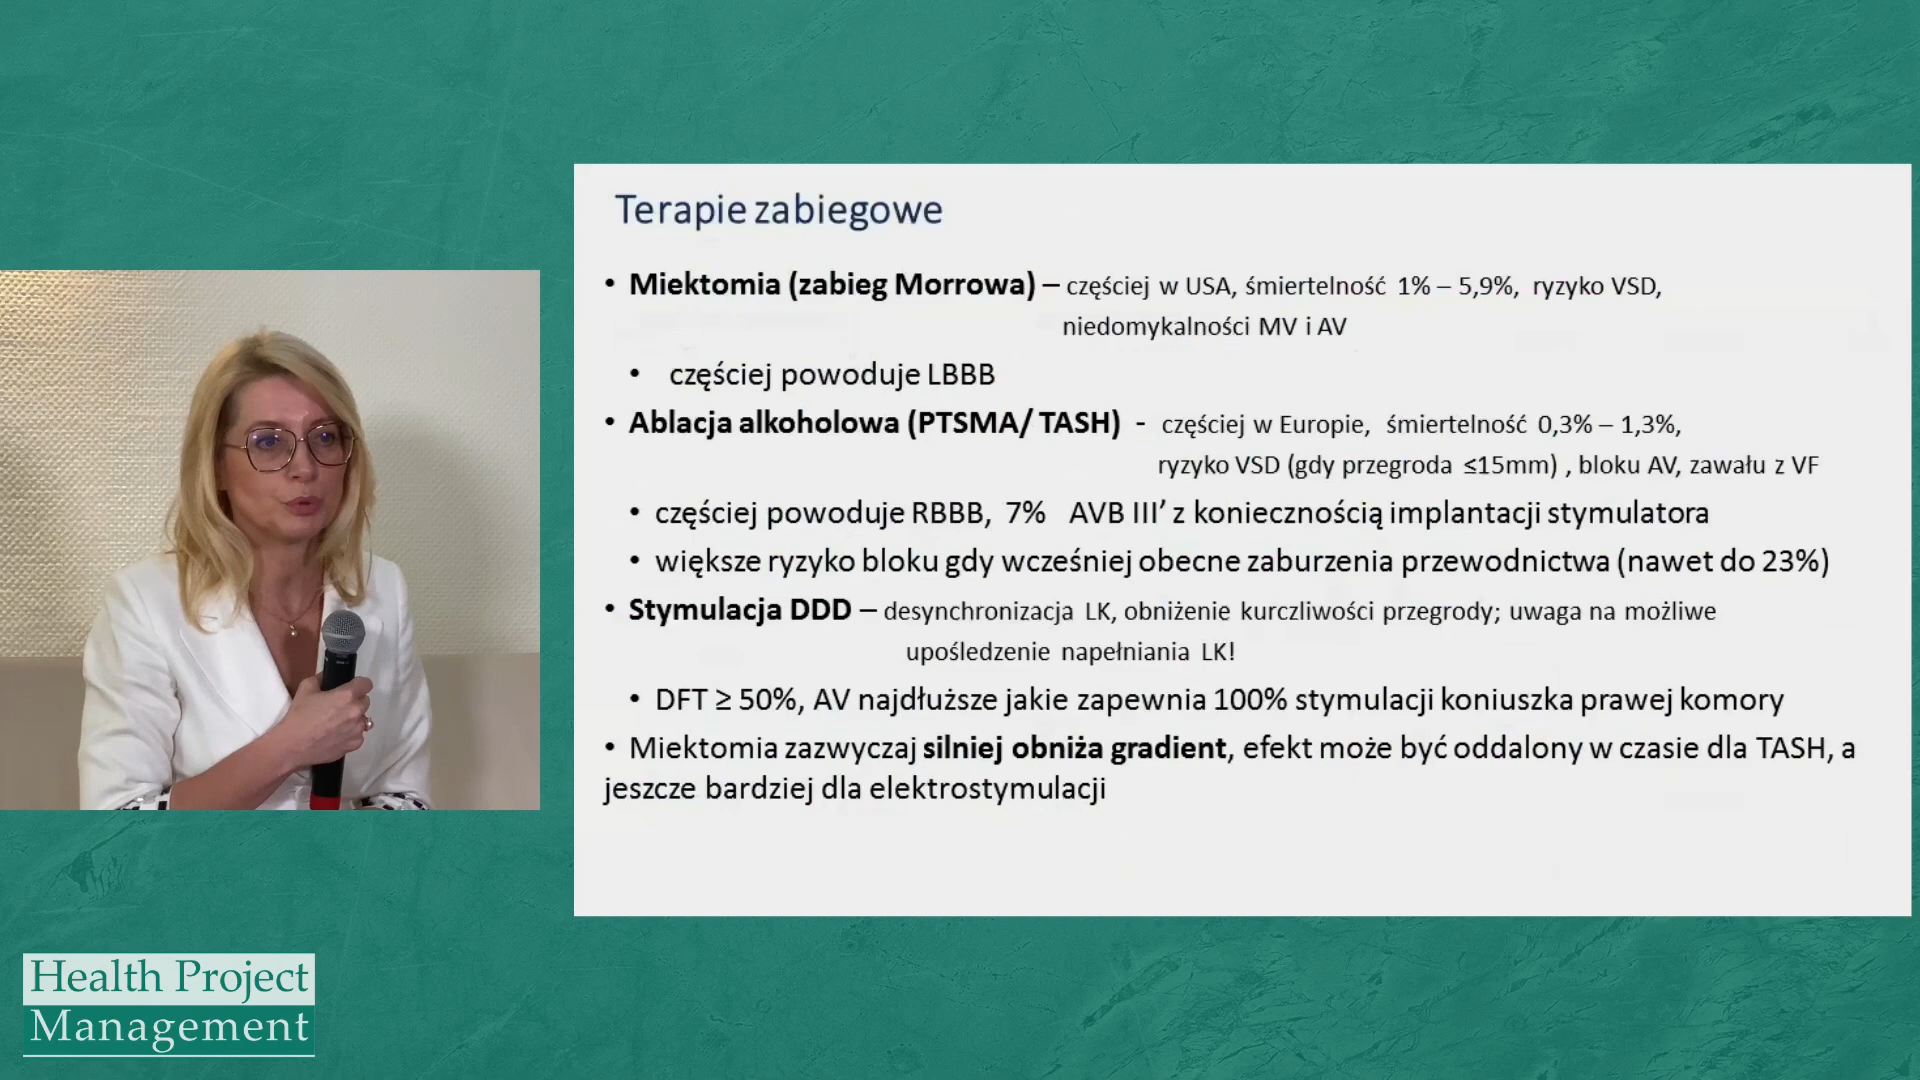 Terapie zabiegowe
• Miektomia (zabieg Morrowa) – częściej w USA, śmiertelność 1% – 5,9%, ryzyko VSD,
niedomykalności MV i AV
• częściej powoduje LBBB
• Ablacja alkoholowa (PTSMA/ TASH) - częściej w Europie, śmiertelność 0,3% – 1,3%,
ryzyko VSD (gdy przegroda ≤15mm) , bloku AV, zawału z VF
• częściej powoduje RBBB, 7% AVB III’ z koniecznością implantacji stymulatora
• większe ryzyko bloku gdy wcześniej obecne zaburzenia przewodnictwa (nawet do 23%)
• Stymulacja DDD – desynchronizacja LK, obniżenie kurczliwości przegrody; uwaga na możliwe
upośledzenie napełniania LK!
• DFT ≥ 50%, AV najdłuższe jakie zapewnia 100% stymulacji koniuszka prawej komory
• Miektomia zazwyczaj silniej obniża gradient, efekt może być oddalony w czasie dla TASH, a
jeszcze bardziej dla elektrostymulacji
Health Project
Management